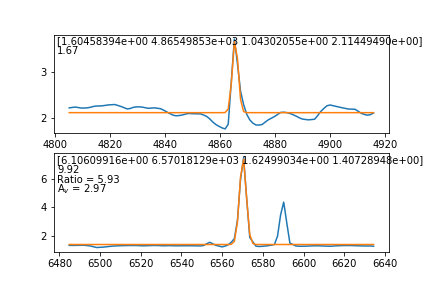 [1.60458394e+00 4.86549853e+03 1.04302055e+00 2.11449490e+00]
1.67
3
2
4800 4820 4840 4860 4880 4900 4920
[6.10609916e+00 6.57018129e+03 1.62499034e+00 1.40728948e+00]
9.92
Ratio = 5.93
Aν = 2.97
6
4
2
6480 6500 6520 6540 6560 6580 6600 6620 6640